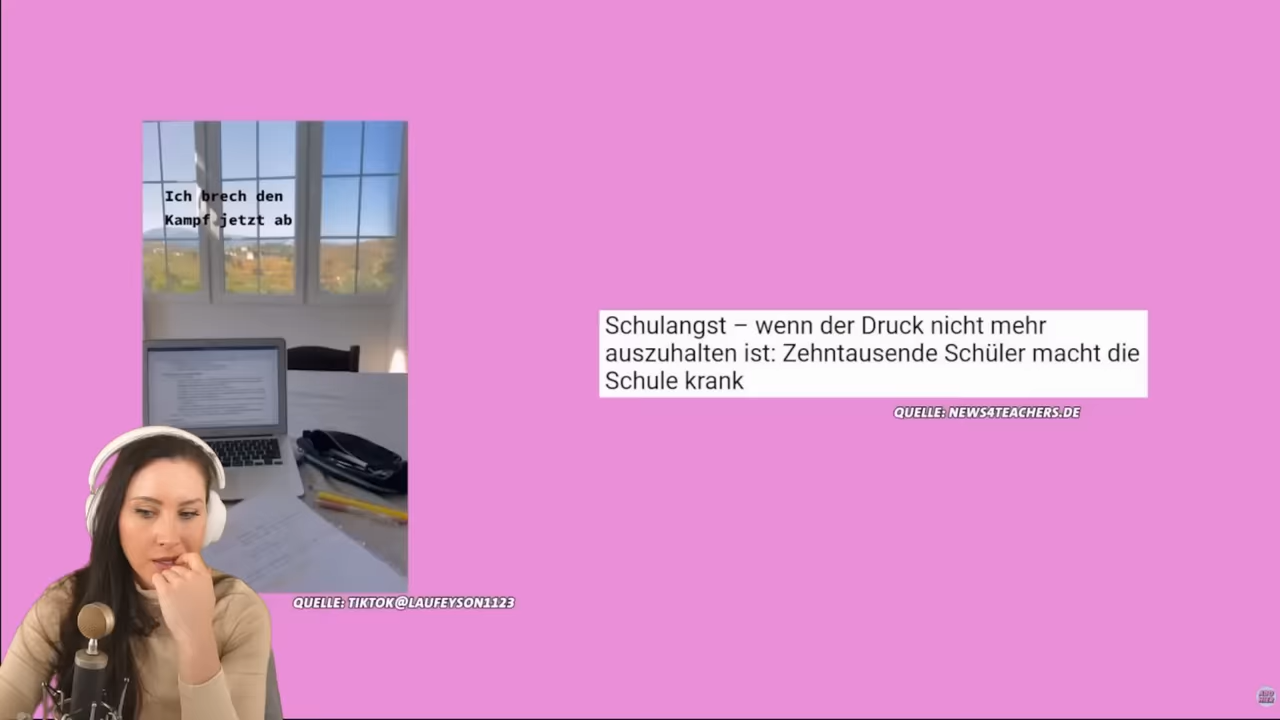 Ich brech den
Kampf jetzt ab
Schulangst – wenn der Druck nicht mehr
auszuhalten ist: Zehntausende Schüler macht die
Schule krank
QUELLE: NEWS4TEACHERS.DE
QUELLE: TIKTOK@LAUFEYSON1123